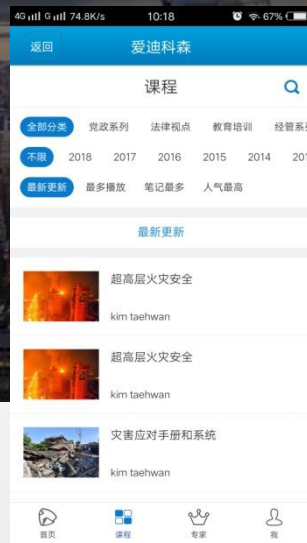 4G 4G 74.8K/s 10:18 67%
返回 爱迪科森
课程
全部分类 党政系列 法律视点 教育培训 经管系
不限 2018 2017 2016 2015 2014 201
最新更新 最多播放 笔记最多 人气最高
最新更新
超高层火灾安全
kim taehwan
超高层火灾安全
kim taehwan
灾害应对手册和系统
kim taehwan
首页 课程 专家 我